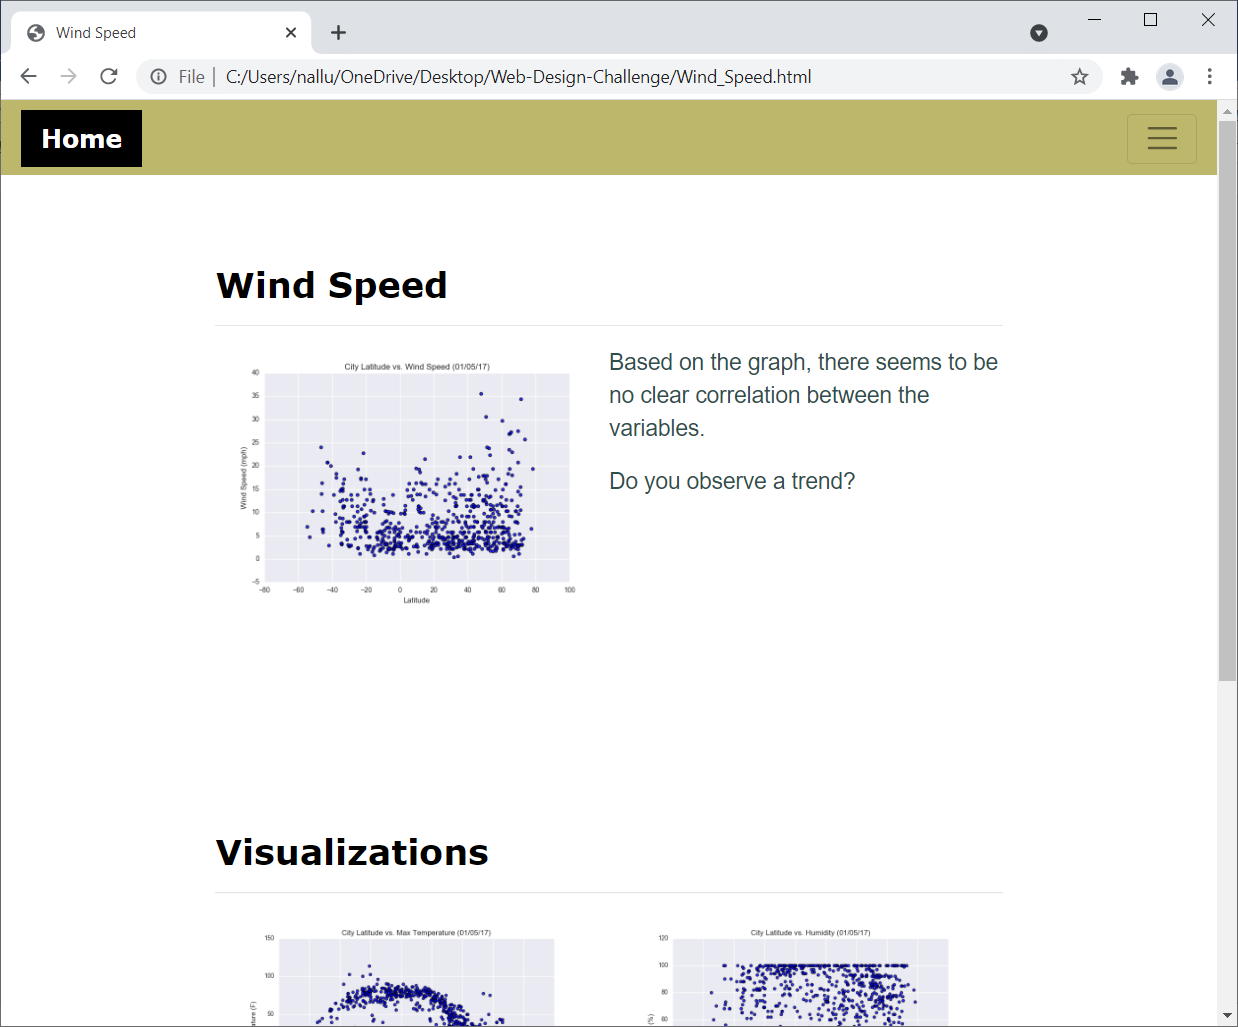 Wind Speed
File | C:/Users/nallu/OneDrive/Desktop/Web-Design-Challenge/Wind_Speed.html
Home
Wind Speed
City Latitude vs. Wind Speed (01/05/17)
40
35
30
25
20
15
10
5
0
−5
Wind Speed (mph)
−80 −60 −40 −20 0 20 40 60 80 100
Latitude
Based on the graph, there seems to be
no clear correlation between the
variables.
Do you observe a trend?
Visualizations
City Latitude vs. Max Temperature (01/05/17)
150
100
50
ature (F)
City Latitude vs. Humidity (01/05/17)
120
100
80
60
(%)